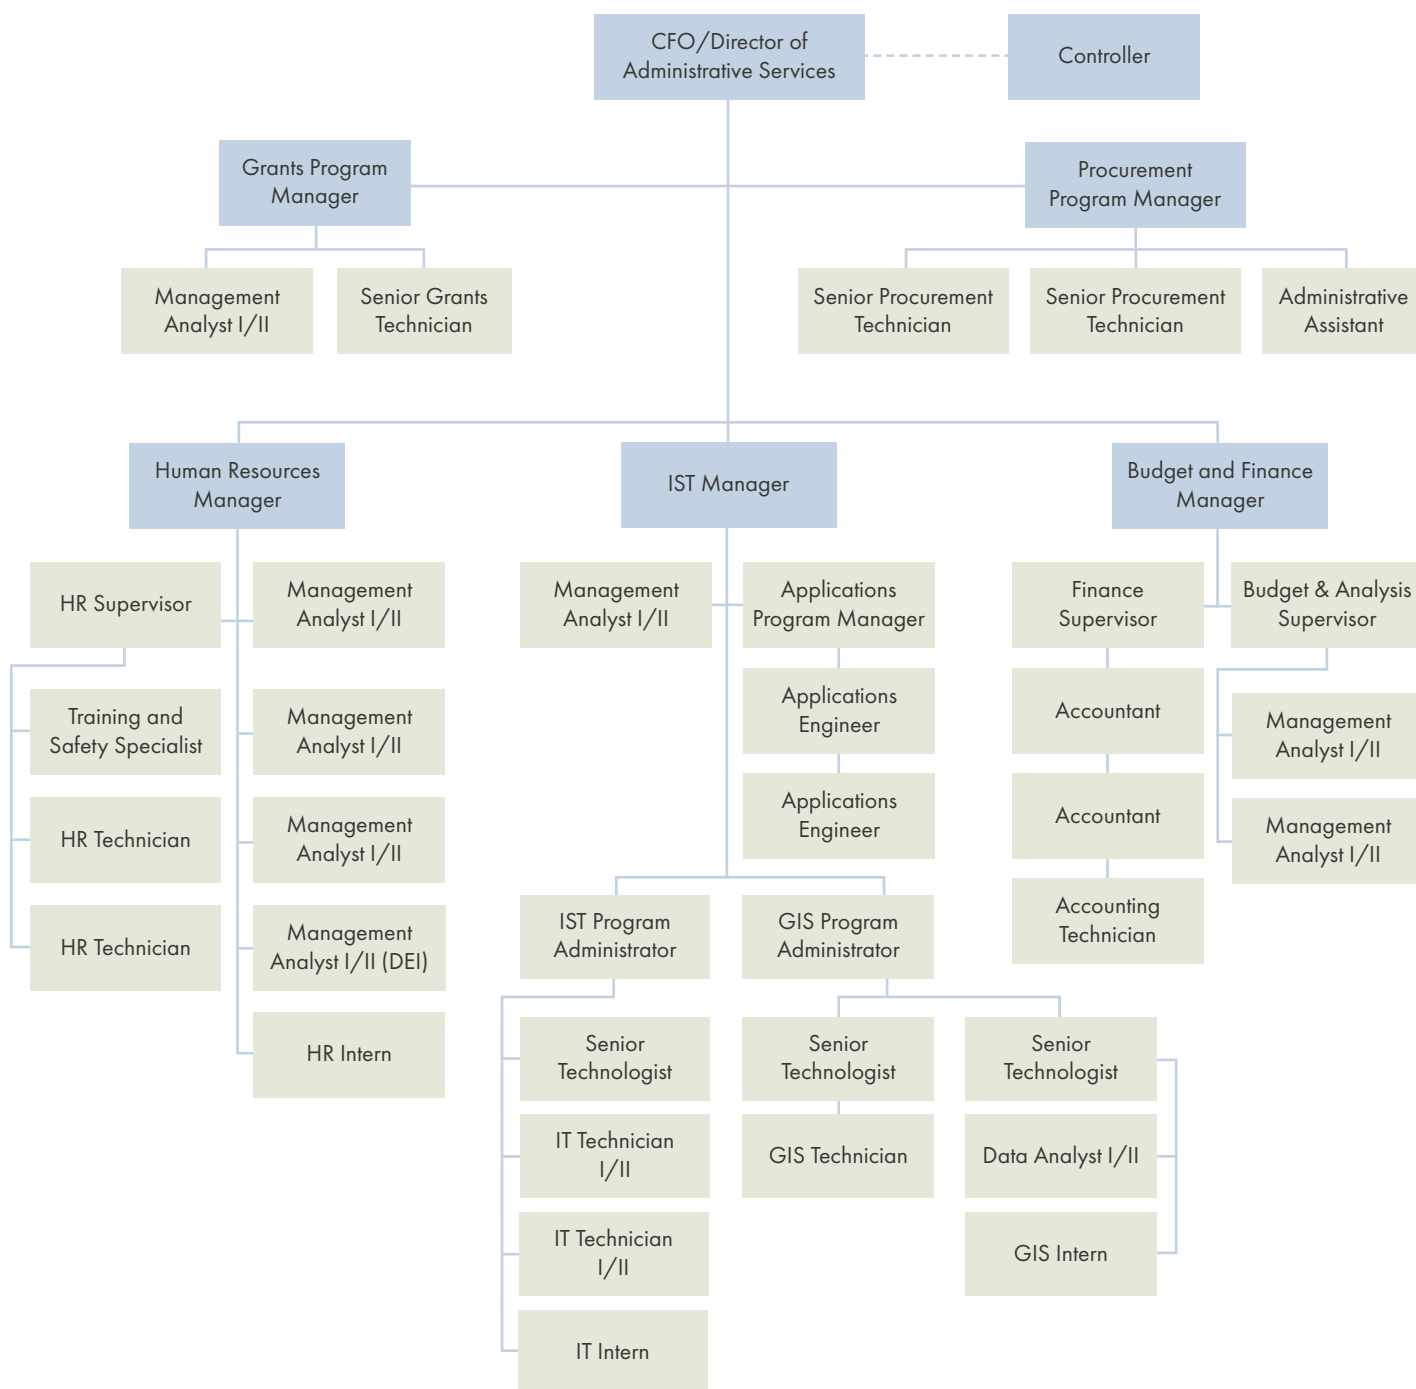 CFO/Director of
Administrative Services
Controller
Grants Program
Manager
Procurement
Program Manager
Management
Analyst I/II
Senior Grants
Technician
Senior Procurement
Technician
Senior Procurement
Technician
Administrative
Assistant
Human Resources
Manager
IST Manager
Budget and Finance
Manager
HR Supervisor
Management
Analyst I/II
Training and
Safety Specialist
Management
Analyst I/II
HR Technician
Management
Analyst I/II
HR Technician
Management
Analyst I/II (DEI)
HR Intern
Management
Analyst I/II
Applications
Program Manager
Applications
Engineer
Applications
Engineer
IST Program
Administrator
GIS Program
Administrator
Senior
Technologist
IT Technician
I/II
IT Technician
I/II
IT Intern
Senior
Technologist
GIS Technician
Senior
Technologist
Data Analyst I/II
GIS Intern
Finance
Supervisor
Budget & Analysis
Supervisor
Accountant
Accountant
Accounting
Technician
Management
Analyst I/II
Management
Analyst I/II